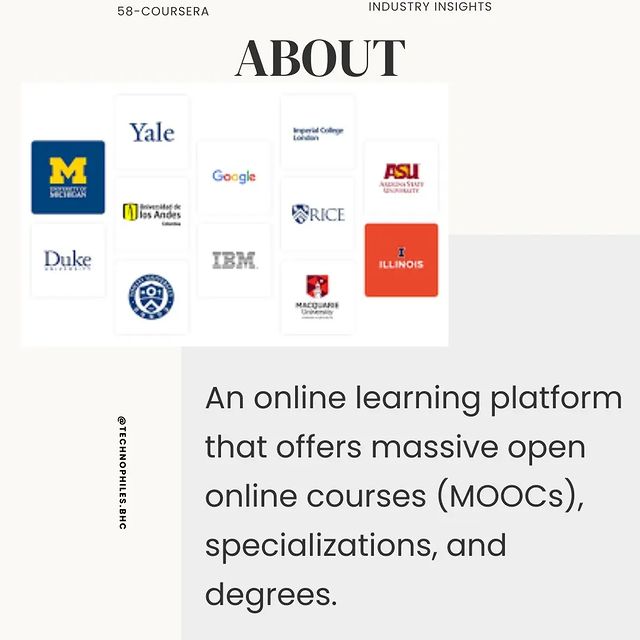 58-COURSERA
INDUSTRY INSIGHTS
ABOUT
Yale
Imperial College
London
M
UNIVERSITY OF
MICHIGAN
Google
ASU
ARIZONA STATE
UNIVERSITY
Universidad de
los Andes
Colombia
RICE
Duke
UNIVERSITY
IBM
I
ILLINOIS
MACQUARIE
University
@TECHNOPHILES.BHC
An online learning platform
that offers massive open
online courses (MOOCs),
specializations, and
degrees.